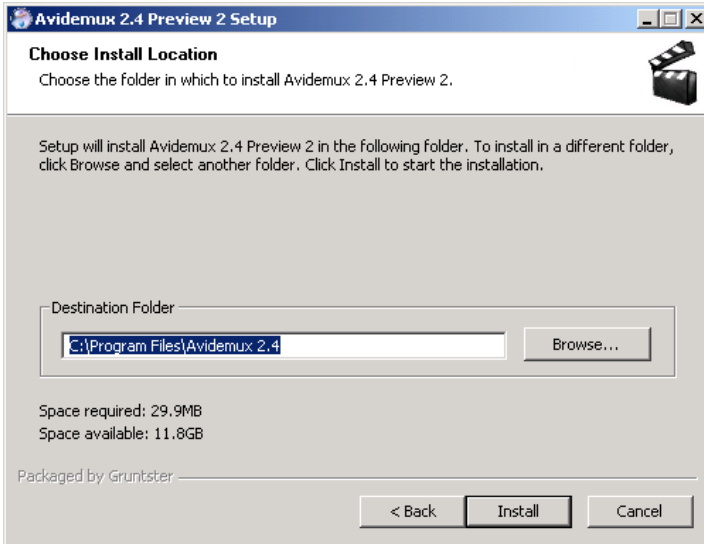 Avidemux 2.4 Preview 2 Setup
Choose Install Location
Choose the folder in which to install Avidemux 2.4 Preview 2.
Setup will install Avidemux 2.4 Preview 2 in the following folder. To install in a different folder,
click Browse and select another folder. Click Install to start the installation.
Destination Folder
C:\Program Files\Avidemux 2.4
Browse...
Space required: 29.9MB
Space available: 11.8GB
Packaged by Gruntster
< Back
Install
Cancel